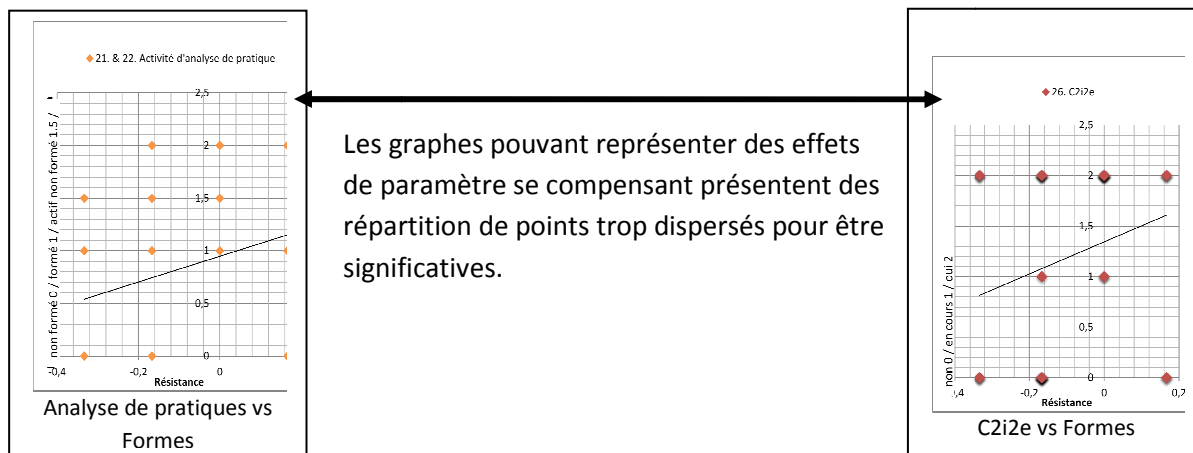 21. & 22. Activité d'analyse de pratique
non formé 0 / formé 1 / actif non formé 1.5 /
2,5
2
1,5
1
0,5
0
-0,4
-0,2
0
Résistance
Analyse de pratiques vs
Formes
Les graphes pouvant représenter des effets
de paramètre se compensant présentent des
répartition de points trop dispersés pour être
significatives.
26. C2i2e
non 0 / en cours 1 / cui 2
2,5
2
1,5
1
0,5
0
-0,2
0
Résistance
C2i2e vs Formes